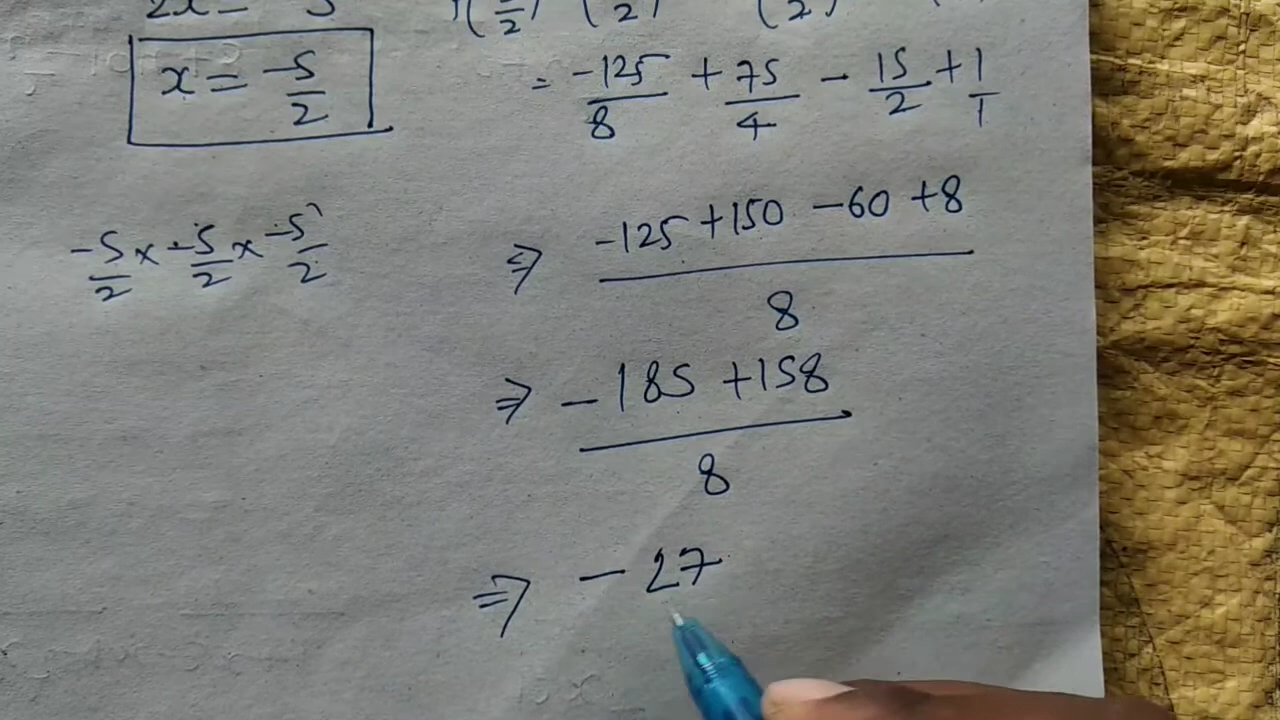 x = -5/2
= -125/8 + 75/4 - 15/2 + 1/1
-5/2 x -5/2 x -5/2
⇒ -125 + 150 - 60 + 8 / 8
⇒ -185 + 158 / 8
⇒ -27